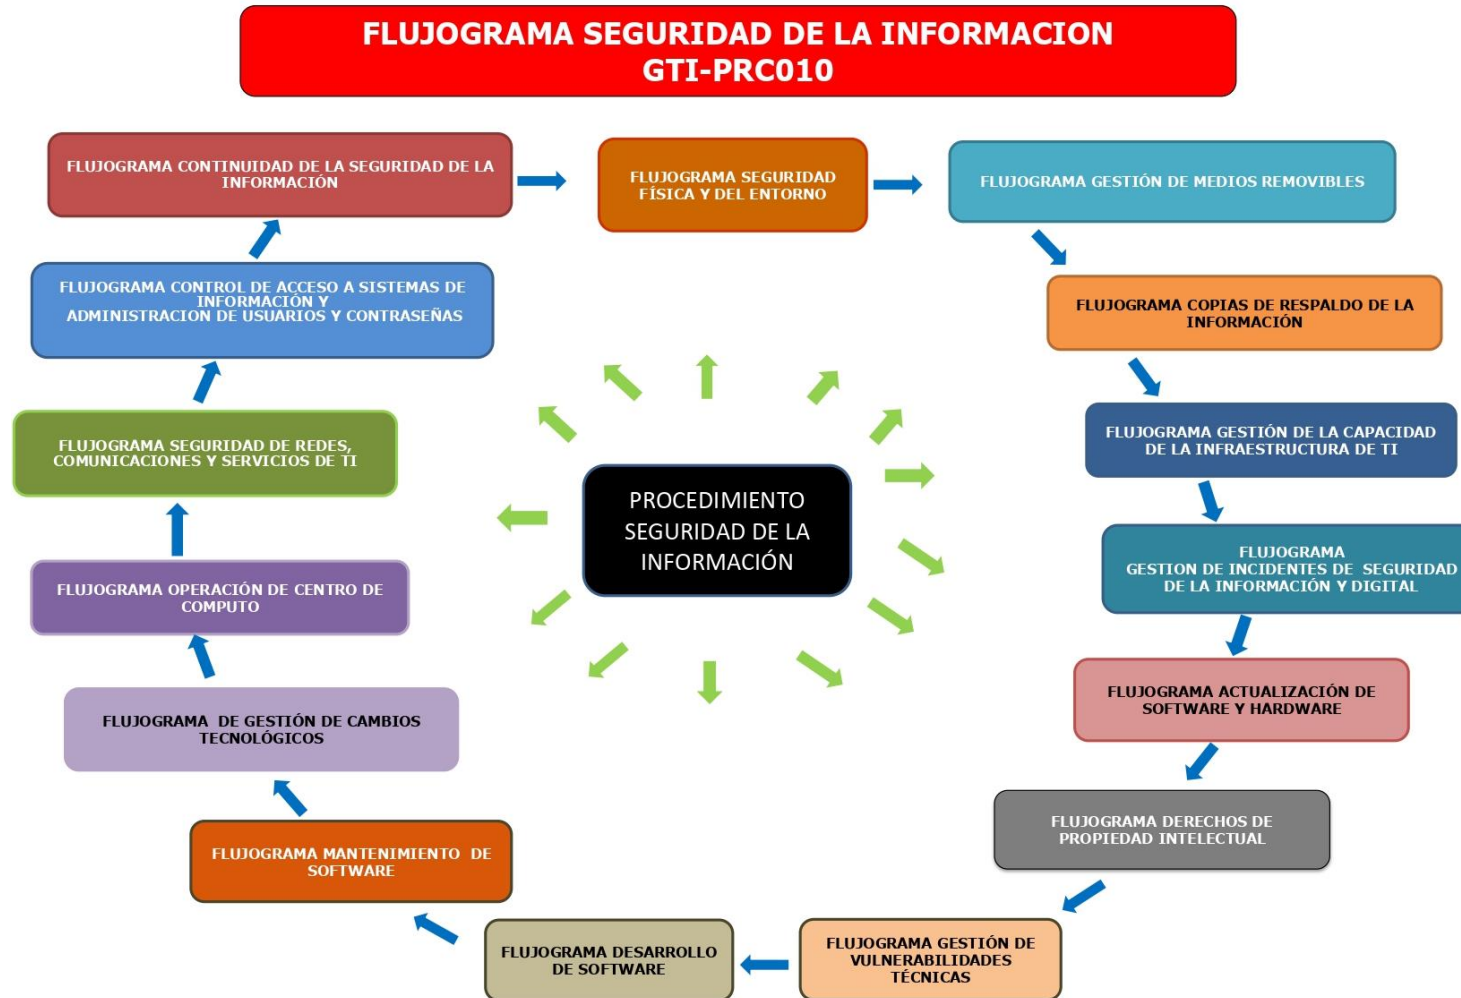 FLUJOGRAMA SEGURIDAD DE LA INFORMACION
GTI-PRC010
FLUJOGRAMA CONTINUIDAD DE LA SEGURIDAD DE LA
INFORMACIÓN
FLUJOGRAMA SEGURIDAD
FÍSICA Y DEL ENTORNO
FLUJOGRAMA GESTIÓN DE MEDIOS REMOVIBLES
FLUJOGRAMA COPIAS DE RESPALDO DE LA
INFORMACIÓN
FLUJOGRAMA GESTIÓN DE LA CAPACIDAD
DE LA INFRAESTRUCTURA DE TI
FLUJOGRAMA
GESTION DE INCIDENTES DE SEGURIDAD
DE LA INFORMACIÓN Y DIGITAL
FLUJOGRAMA ACTUALIZACIÓN DE
SOFTWARE Y HARDWARE
FLUJOGRAMA DERECHOS DE
PROPIEDAD INTELECTUAL
FLUJOGRAMA GESTIÓN DE
VULNERABILIDADES
TÉCNICAS
FLUJOGRAMA DESARROLLO
DE SOFTWARE
FLUJOGRAMA MANTENIMIENTO DE
SOFTWARE
FLUJOGRAMA DE GESTIÓN DE CAMBIOS
TECNOLÓGICOS
FLUJOGRAMA OPERACIÓN DE CENTRO DE
COMPUTO
FLUJOGRAMA SEGURIDAD DE REDES,
COMUNICACIONES Y SERVICIOS DE TI
FLUJOGRAMA CONTROL DE ACCESO A SISTEMAS DE
INFORMACIÓN Y
ADMINISTRACION DE USUARIOS Y CONTRASEÑAS
PROCEDIMIENTO
SEGURIDAD DE LA
INFORMACIÓN